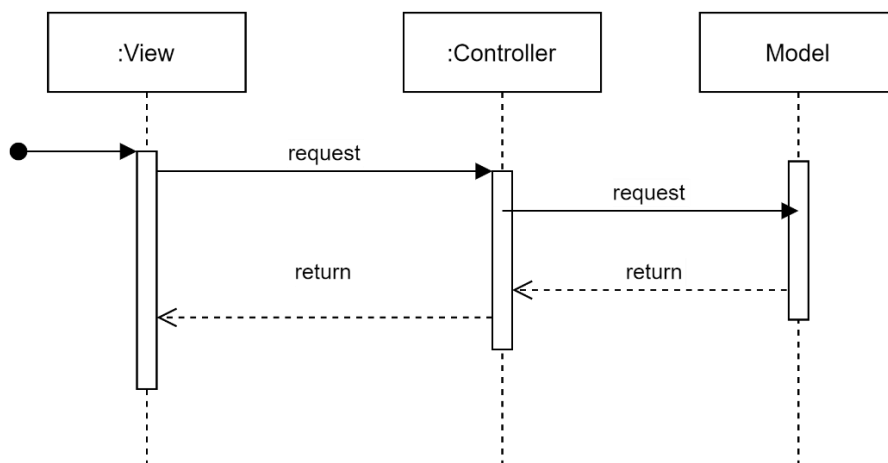 :View
:Controller
Model
request
request
return
return